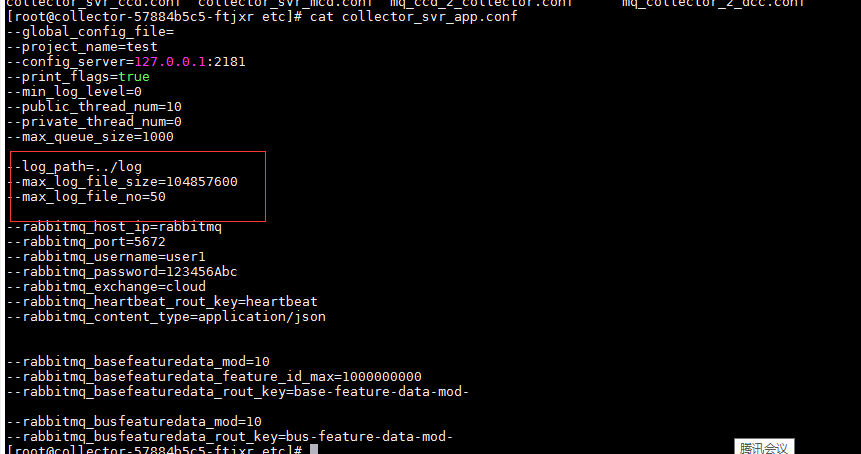 collector_svr_ccd.conf  collector_svr_mcd.conf  mq_ccd_2_collector.conf      mq_collector_2_dcc.conf
[root@collector-57884b5c5-ftjxr etc]# cat collector_svr_app.conf
--global_config_file=
--project_name=test
--config_server=127.0.0.1:2181
--print_flags=true
--min_log_level=0
--public_thread_num=10
--private_thread_num=0
--max_queue_size=1000
--log_path=../log
--max_log_file_size=104857600
--max_log_file_no=50
--rabbitmq_host_ip=rabbitmq
--rabbitmq_port=5672
--rabbitmq_username=user1
--rabbitmq_password=123456Abc
--rabbitmq_exchange=cloud
--rabbitmq_heartbeat_rout_key=heartbeat
--rabbitmq_content_type=application/json
--rabbitmq_basefeaturedata_mod=10
--rabbitmq_basefeaturedata_feature_id_max=1000000000
--rabbitmq_basefeaturedata_rout_key=base-feature-data-mod-
--rabbitmq_busfeaturedata_mod=10
--rabbitmq_busfeaturedata_rout_key=bus-feature-data-mod-
[root@collector-57884b5c5-ftjxr etc]#
腾讯会议